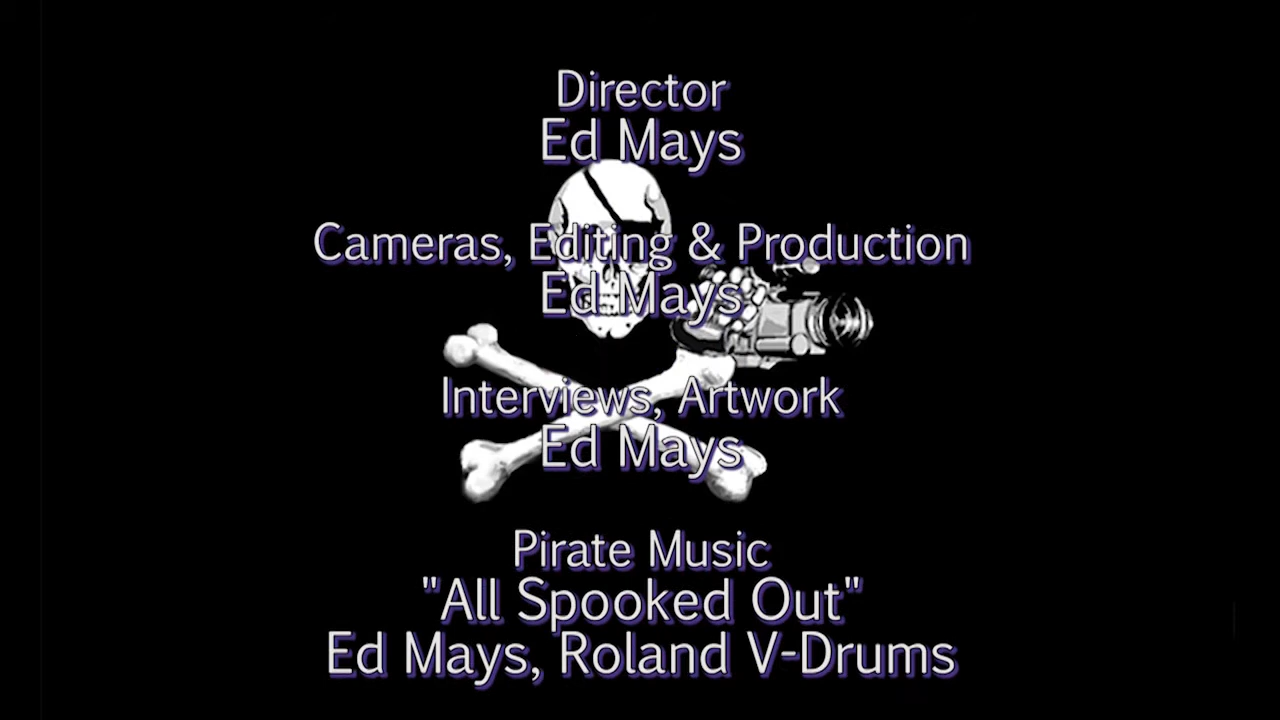 Director
Ed Mays
Cameras, Editing & Production
Ed Mays
Interviews, Artwork
Ed Mays
Pirate Music
"All Spooked Out"
Ed Mays, Roland V-Drums